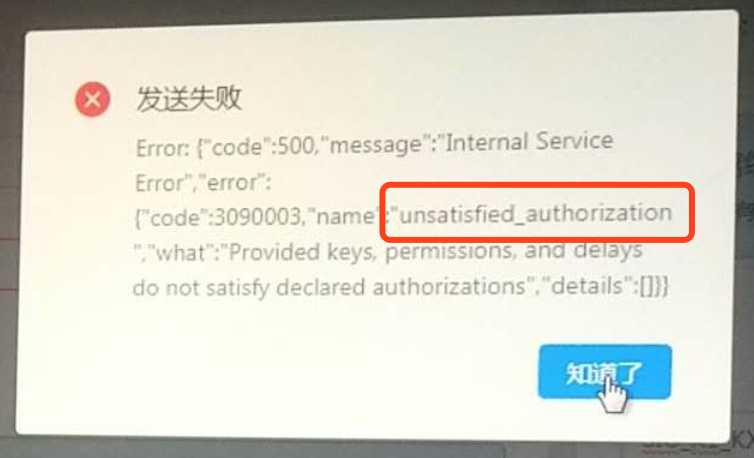 发送失败
Error: {"code":500,"message":"Internal Service
Error","error":
{"code":3090003,"name":"unsatisfied_authorization
","what":"Provided keys, permissions, and delays
do not satisfy declared authorizations","details":[]}}
知道了